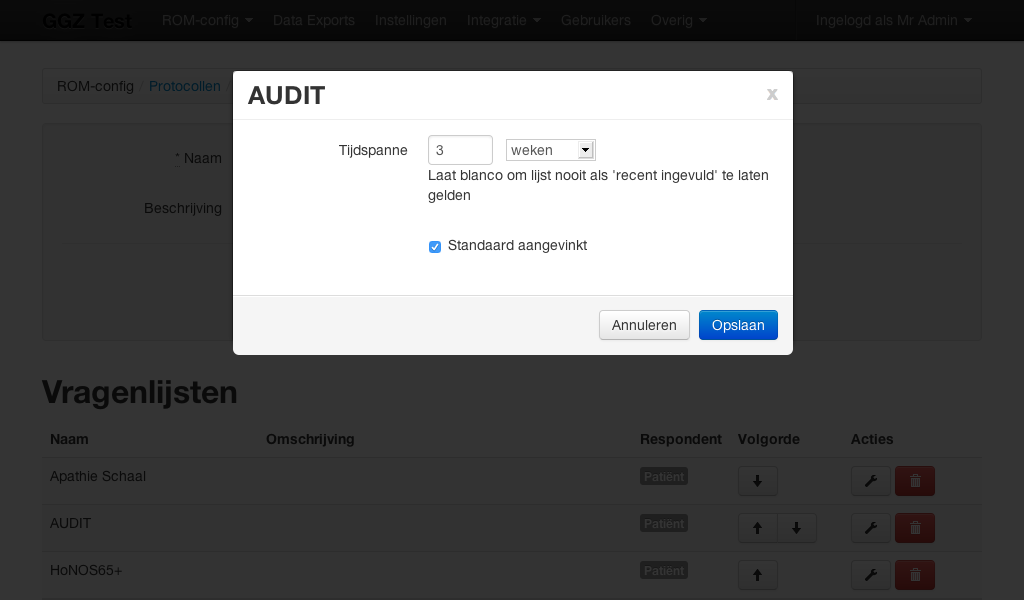 GGZ Test ROM-config Data Exports Instellingen Integratie Gebruikers Overig Ingelogd als Mr Admin
ROM-config / Protocollen /
* Naam
Beschrijving
AUDIT x
Tijdspanne 3 weken
Laat blanco om lijst nooit als 'recent ingevuld' te laten
gelden
Standaard aangevinkt
Annuleren Opslaan
Vragenlijsten
Naam Omschrijving Respondent Volgorde Acties
Apathie Schaal Patiënt
AUDIT Patiënt
HoNOS65+ Patiënt